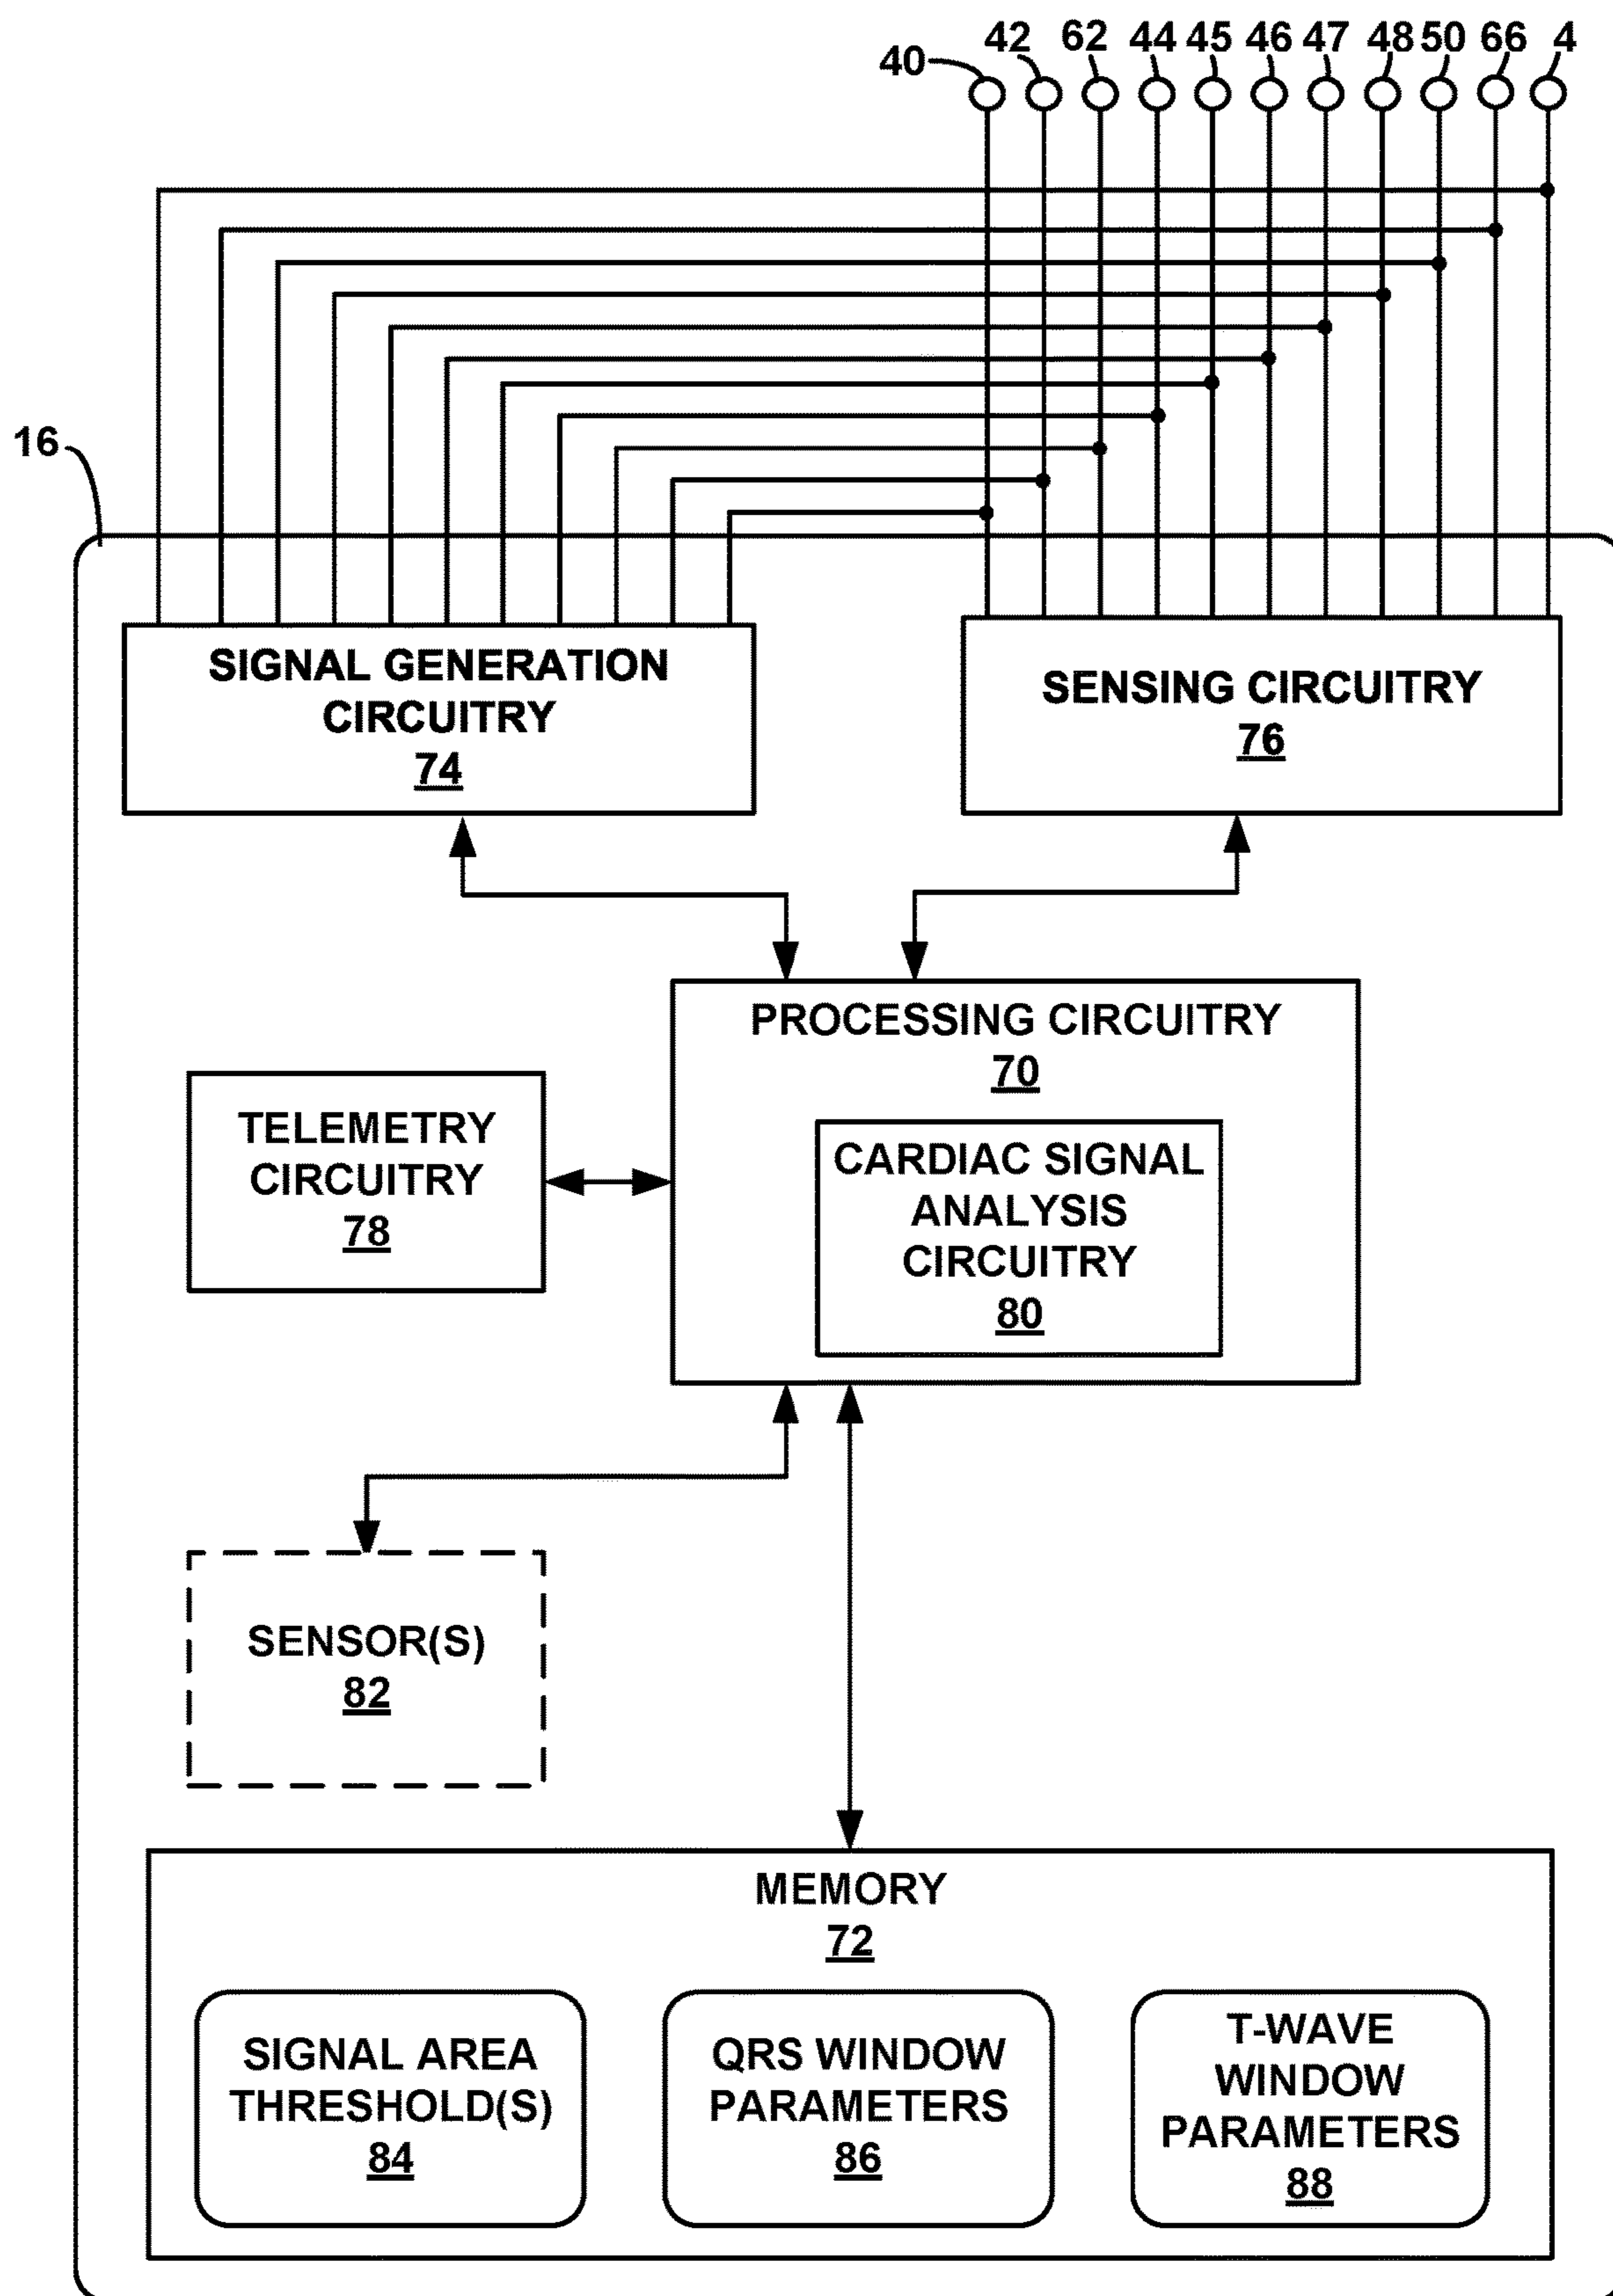 40 42 62 44 45 46 47 48 50 66 4
16
SIGNAL GENERATION
CIRCUITRY
74
SENSING CIRCUITRY
76
PROCESSING CIRCUITRY
70
TELEMETRY
CIRCUITRY
78
CARDIAC SIGNAL
ANALYSIS
CIRCUITRY
80
SENSOR(S)
82
MEMORY
72
SIGNAL AREA
THRESHOLD(S)
84
QRS WINDOW
PARAMETERS
86
T-WAVE
WINDOW
PARAMETERS
88